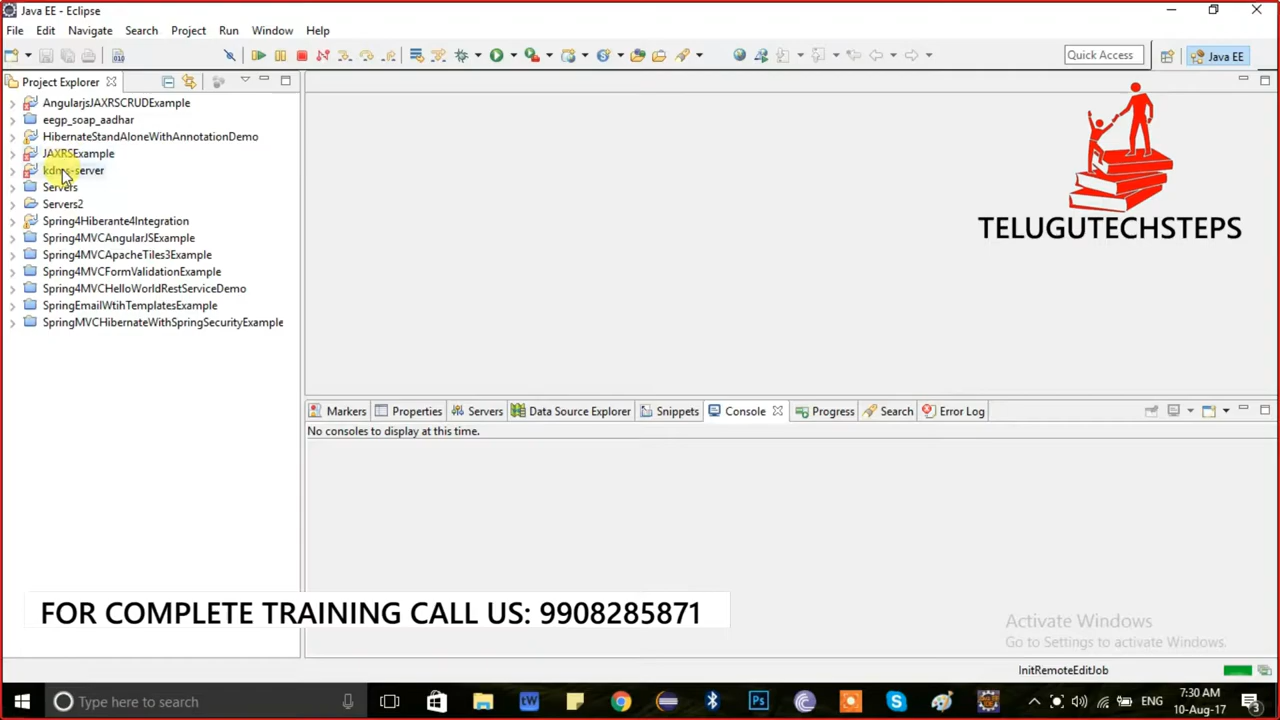 Java EE - Eclipse
File Edit Navigate Search Project Run Window Help
Quick Access
Java EE
Project Explorer
AngularjsJAXRSCRUDExample
eegp_soap_aadhar
HibernateStandAloneWithAnnotationDemo
JAXRSExample
kdms-server
Servers
Servers2
Spring4Hiberante4Integration
Spring4MVCAngularJSExample
Spring4MVCApacheTiles3Example
Spring4MVCFormValidationExample
Spring4MVCHelloWorldRestServiceDemo
SpringEmailWtihTemplatesExample
SpringMVCHibernateWithSpringSecurityExample
TELUGUTECHSTEPS
Markers Properties Servers Data Source Explorer Snippets Console Progress Search Error Log
No consoles to display at this time.
FOR COMPLETE TRAINING CALL US: 9908285871
Activate Windows
Go to Settings to activate Windows.
InitRemoteEditJob
Type here to search
ENG
7:30 AM
10-Aug-17
3